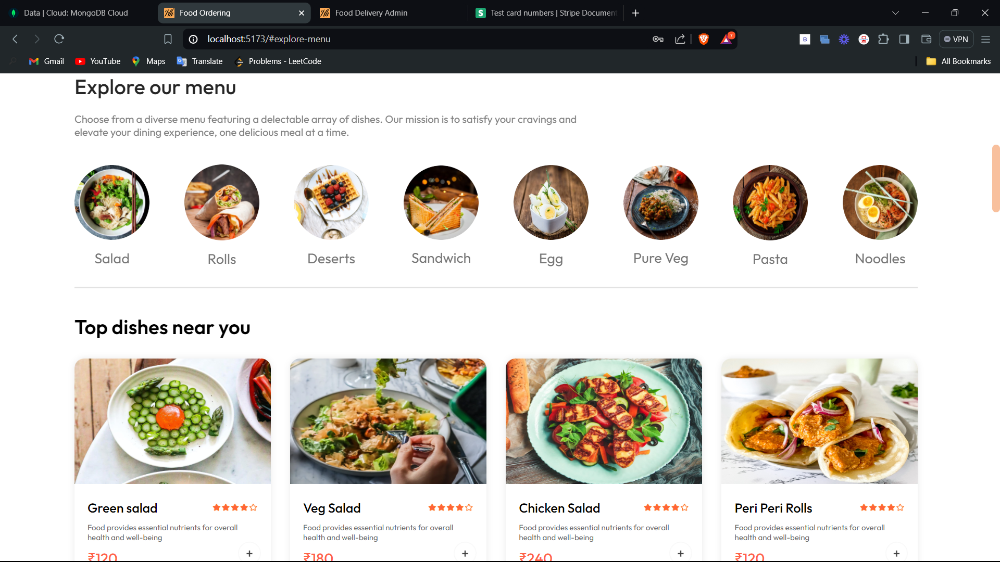 Data | Cloud: MongoDB Cloud
Food Ordering
Food Delivery Admin
S
Test card numbers | Stripe Document
localhost:5173/#explore-menu
7
B
VPN
Gmail
YouTube
Maps
Translate
Problems - LeetCode
All Bookmarks
Explore our menu
Choose from a diverse menu featuring a delectable array of dishes. Our mission is to satisfy your cravings and
elevate your dining experience, one delicious meal at a time.
Salad
Rolls
Deserts
Sandwich
Egg
Pure Veg
Pasta
Noodles
Top dishes near you
Green salad
Food provides essential nutrients for overall
health and well-being
₹120
+
Veg Salad
Food provides essential nutrients for overall
health and well-being
₹180
+
Chicken Salad
Food provides essential nutrients for overall
health and well-being
₹240
+
Peri Peri Rolls
Food provides essential nutrients for overall
health and well-being
₹120
+